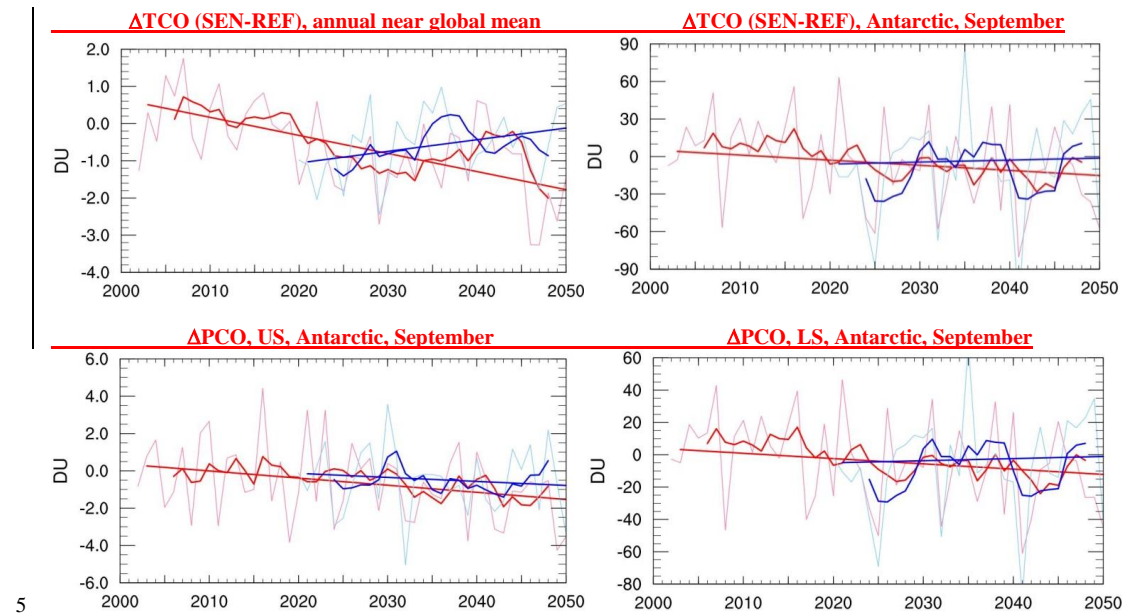 ΔTCO (SEN-REF), annual near global mean
ΔTCO (SEN-REF), Antarctic, September
2.0
1.0
0.0
-1.0
-2.0
-3.0
-4.0
DU
2000 2010 2020 2030 2040 2050
90
60
30
0
-30
-60
-90
DU
2000 2010 2020 2030 2040 2050
ΔPCO, US, Antarctic, September
ΔPCO, LS, Antarctic, September
6.0
4.0
2.0
0.0
-2.0
-4.0
-6.0
DU
2000 2010 2020 2030 2040 2050
60
40
20
0
-20
-40
-60
-80
DU
2000 2010 2020 2030 2040 2050
5